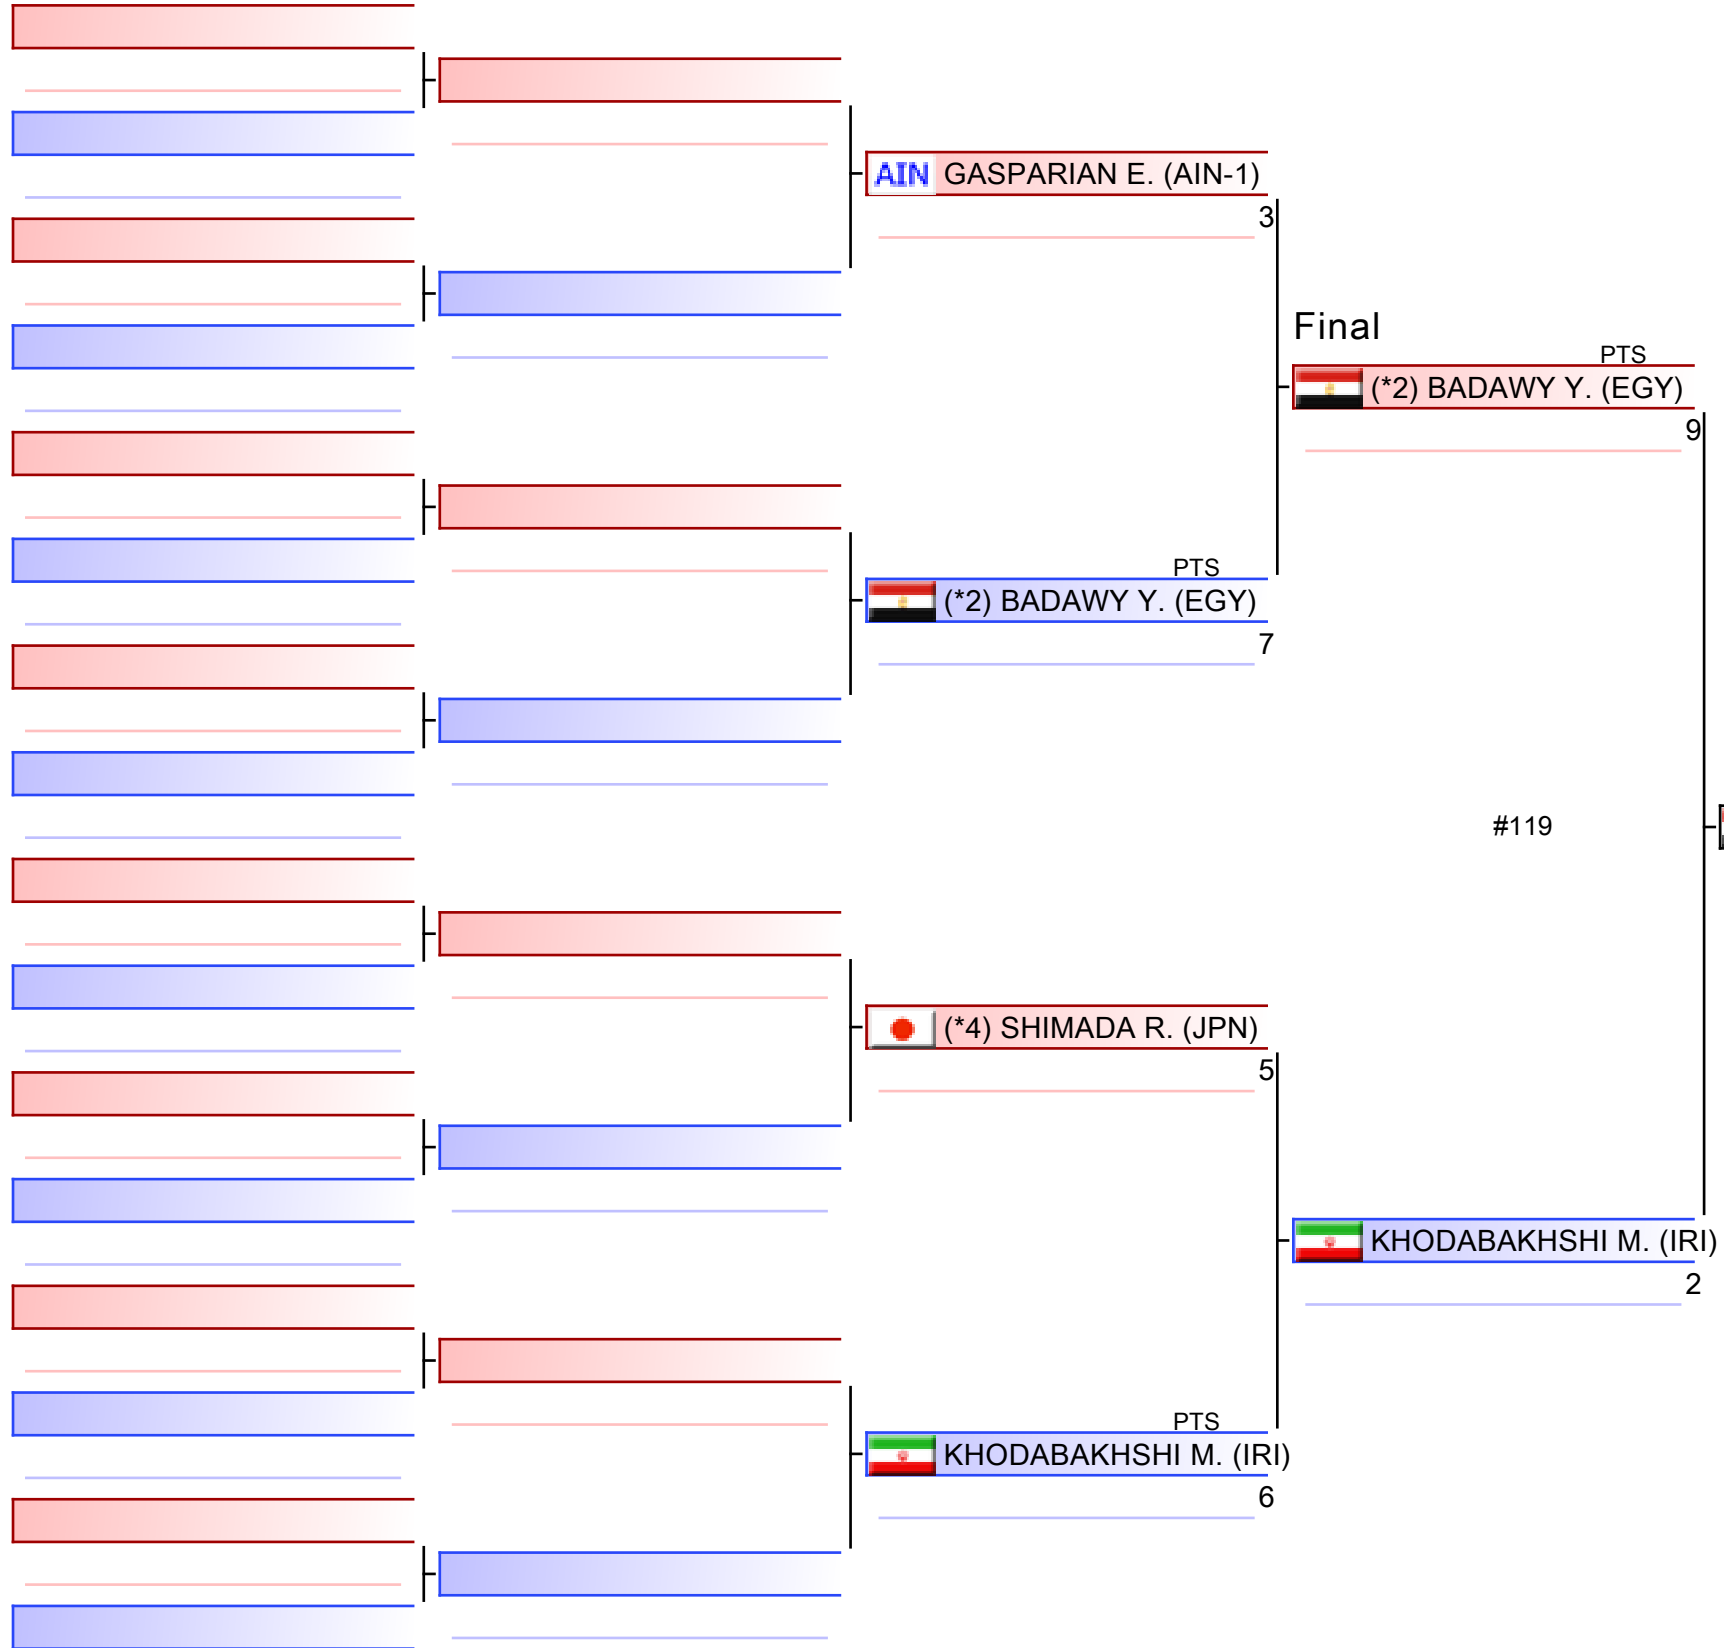 AIN GASPARIAN E. (AIN-1)
3
Final
PTS
(*2) BADAWY Y. (EGY)
9
PTS
(*2) BADAWY Y. (EGY)
7
#119
(*4) SHIMADA R. (JPN)
5
KHODABAKHSHI M. (IRI)
2
PTS
KHODABAKHSHI M. (IRI)
6